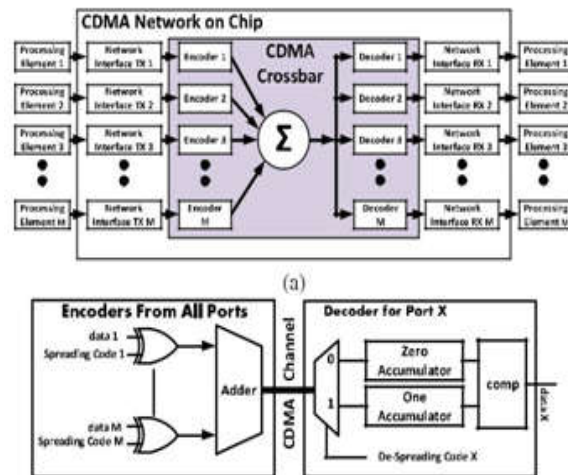 CDMA Network on Chip
Processing Element 1
Network Interface TX 1
Encoder 1
CDMA Crossbar
Decoder 1
Network Interface RX 1
Processing Element 1
Processing Element 2
Network Interface TX 2
Encoder 2
Decoder 2
Network Interface RX 2
Processing Element 2
Processing Element 3
Network Interface TX 3
Encoder 3
Σ
Decoder 3
Network Interface RX 3
Processing Element 3
Processing Element M
Network Interface TX M
Encoder M
Decoder M
Network Interface RX M
Processing Element M
(a)
Encoders From All Ports
data 1
Spreading Code 1
data M
Spreading Code M
Adder
CDMA Channel
Decoder for Port X
0
1
Zero Accumulator
One Accumulator
comp
data X
De-Spreading Code X